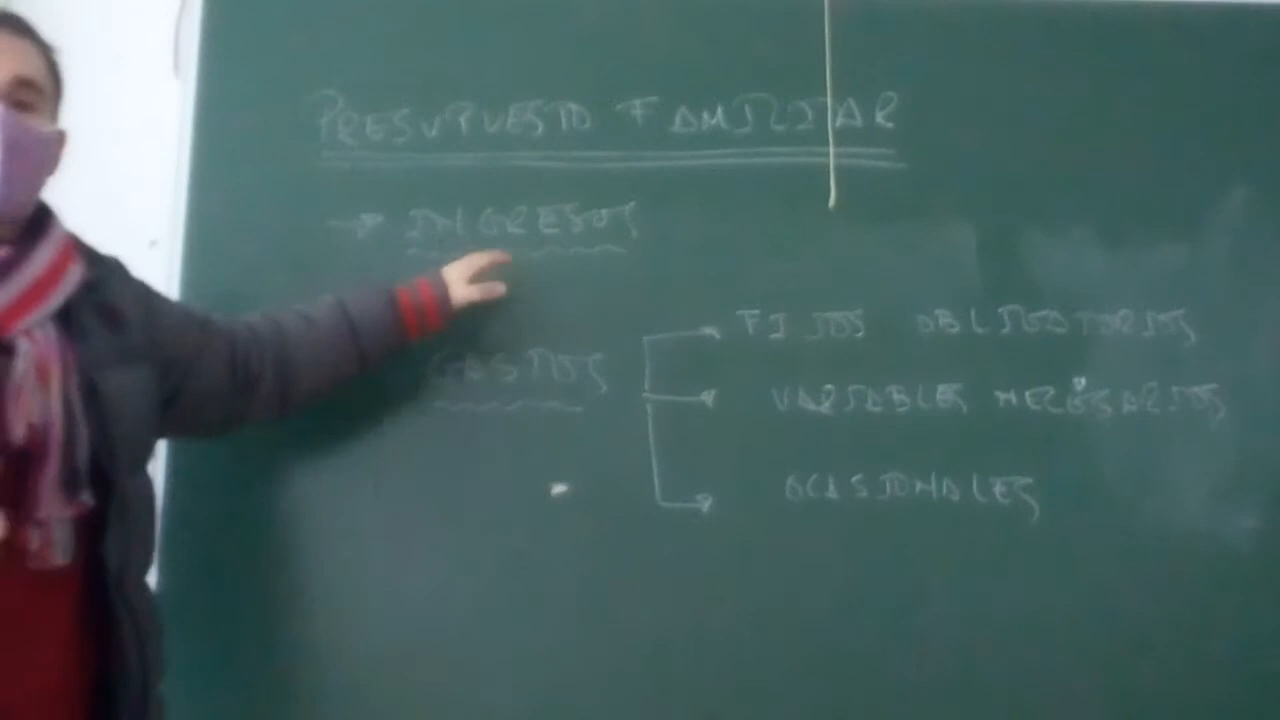 PRESUPUESTO FAMILIAR
→ INGRESOS
GASTOS
FIJOS OBLIGATORIOS
VARIABLES NECESARIOS
OCASIONALES